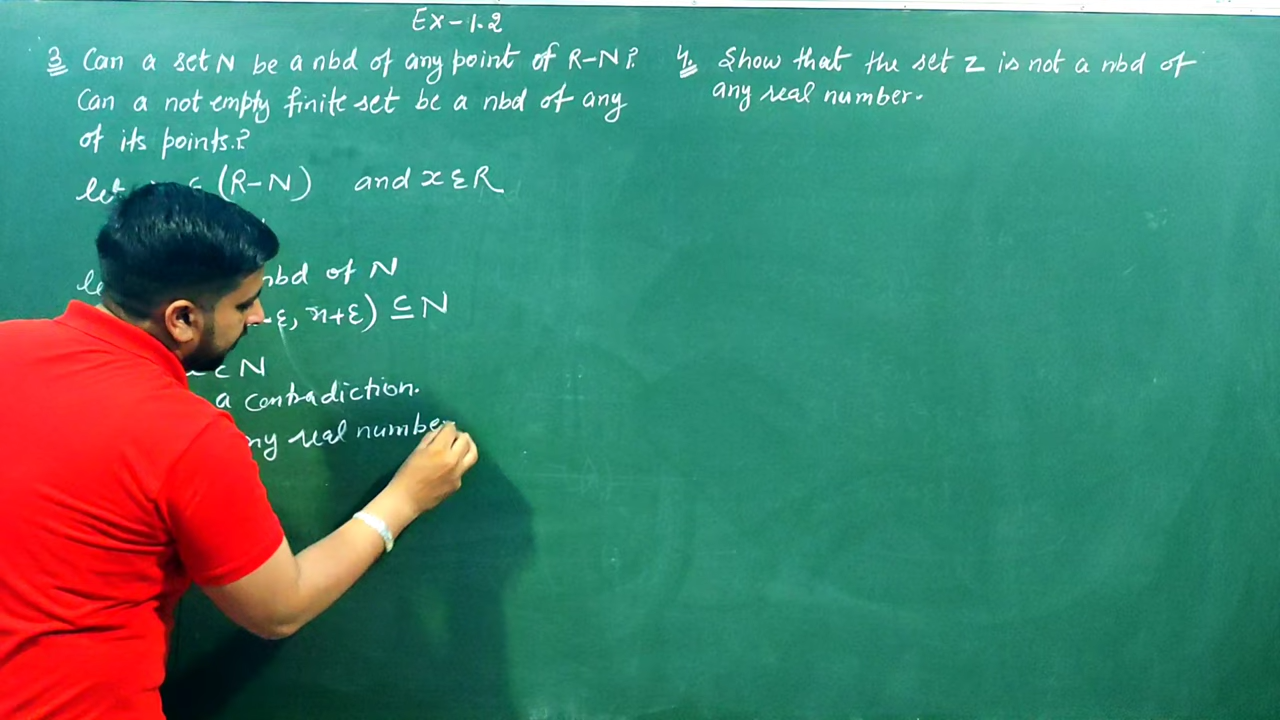 Ex-1.2
3. Can a set N be a nbd of any point of R-N?
Can a not empty finite set be a nbd of any
of its points.?
let (R-N) and x ε R
nbd of N
-ε, x+ε) ⊆ N
N
a contradiction.
any real number
4. Show that the set Z is not a nbd of
any real number.